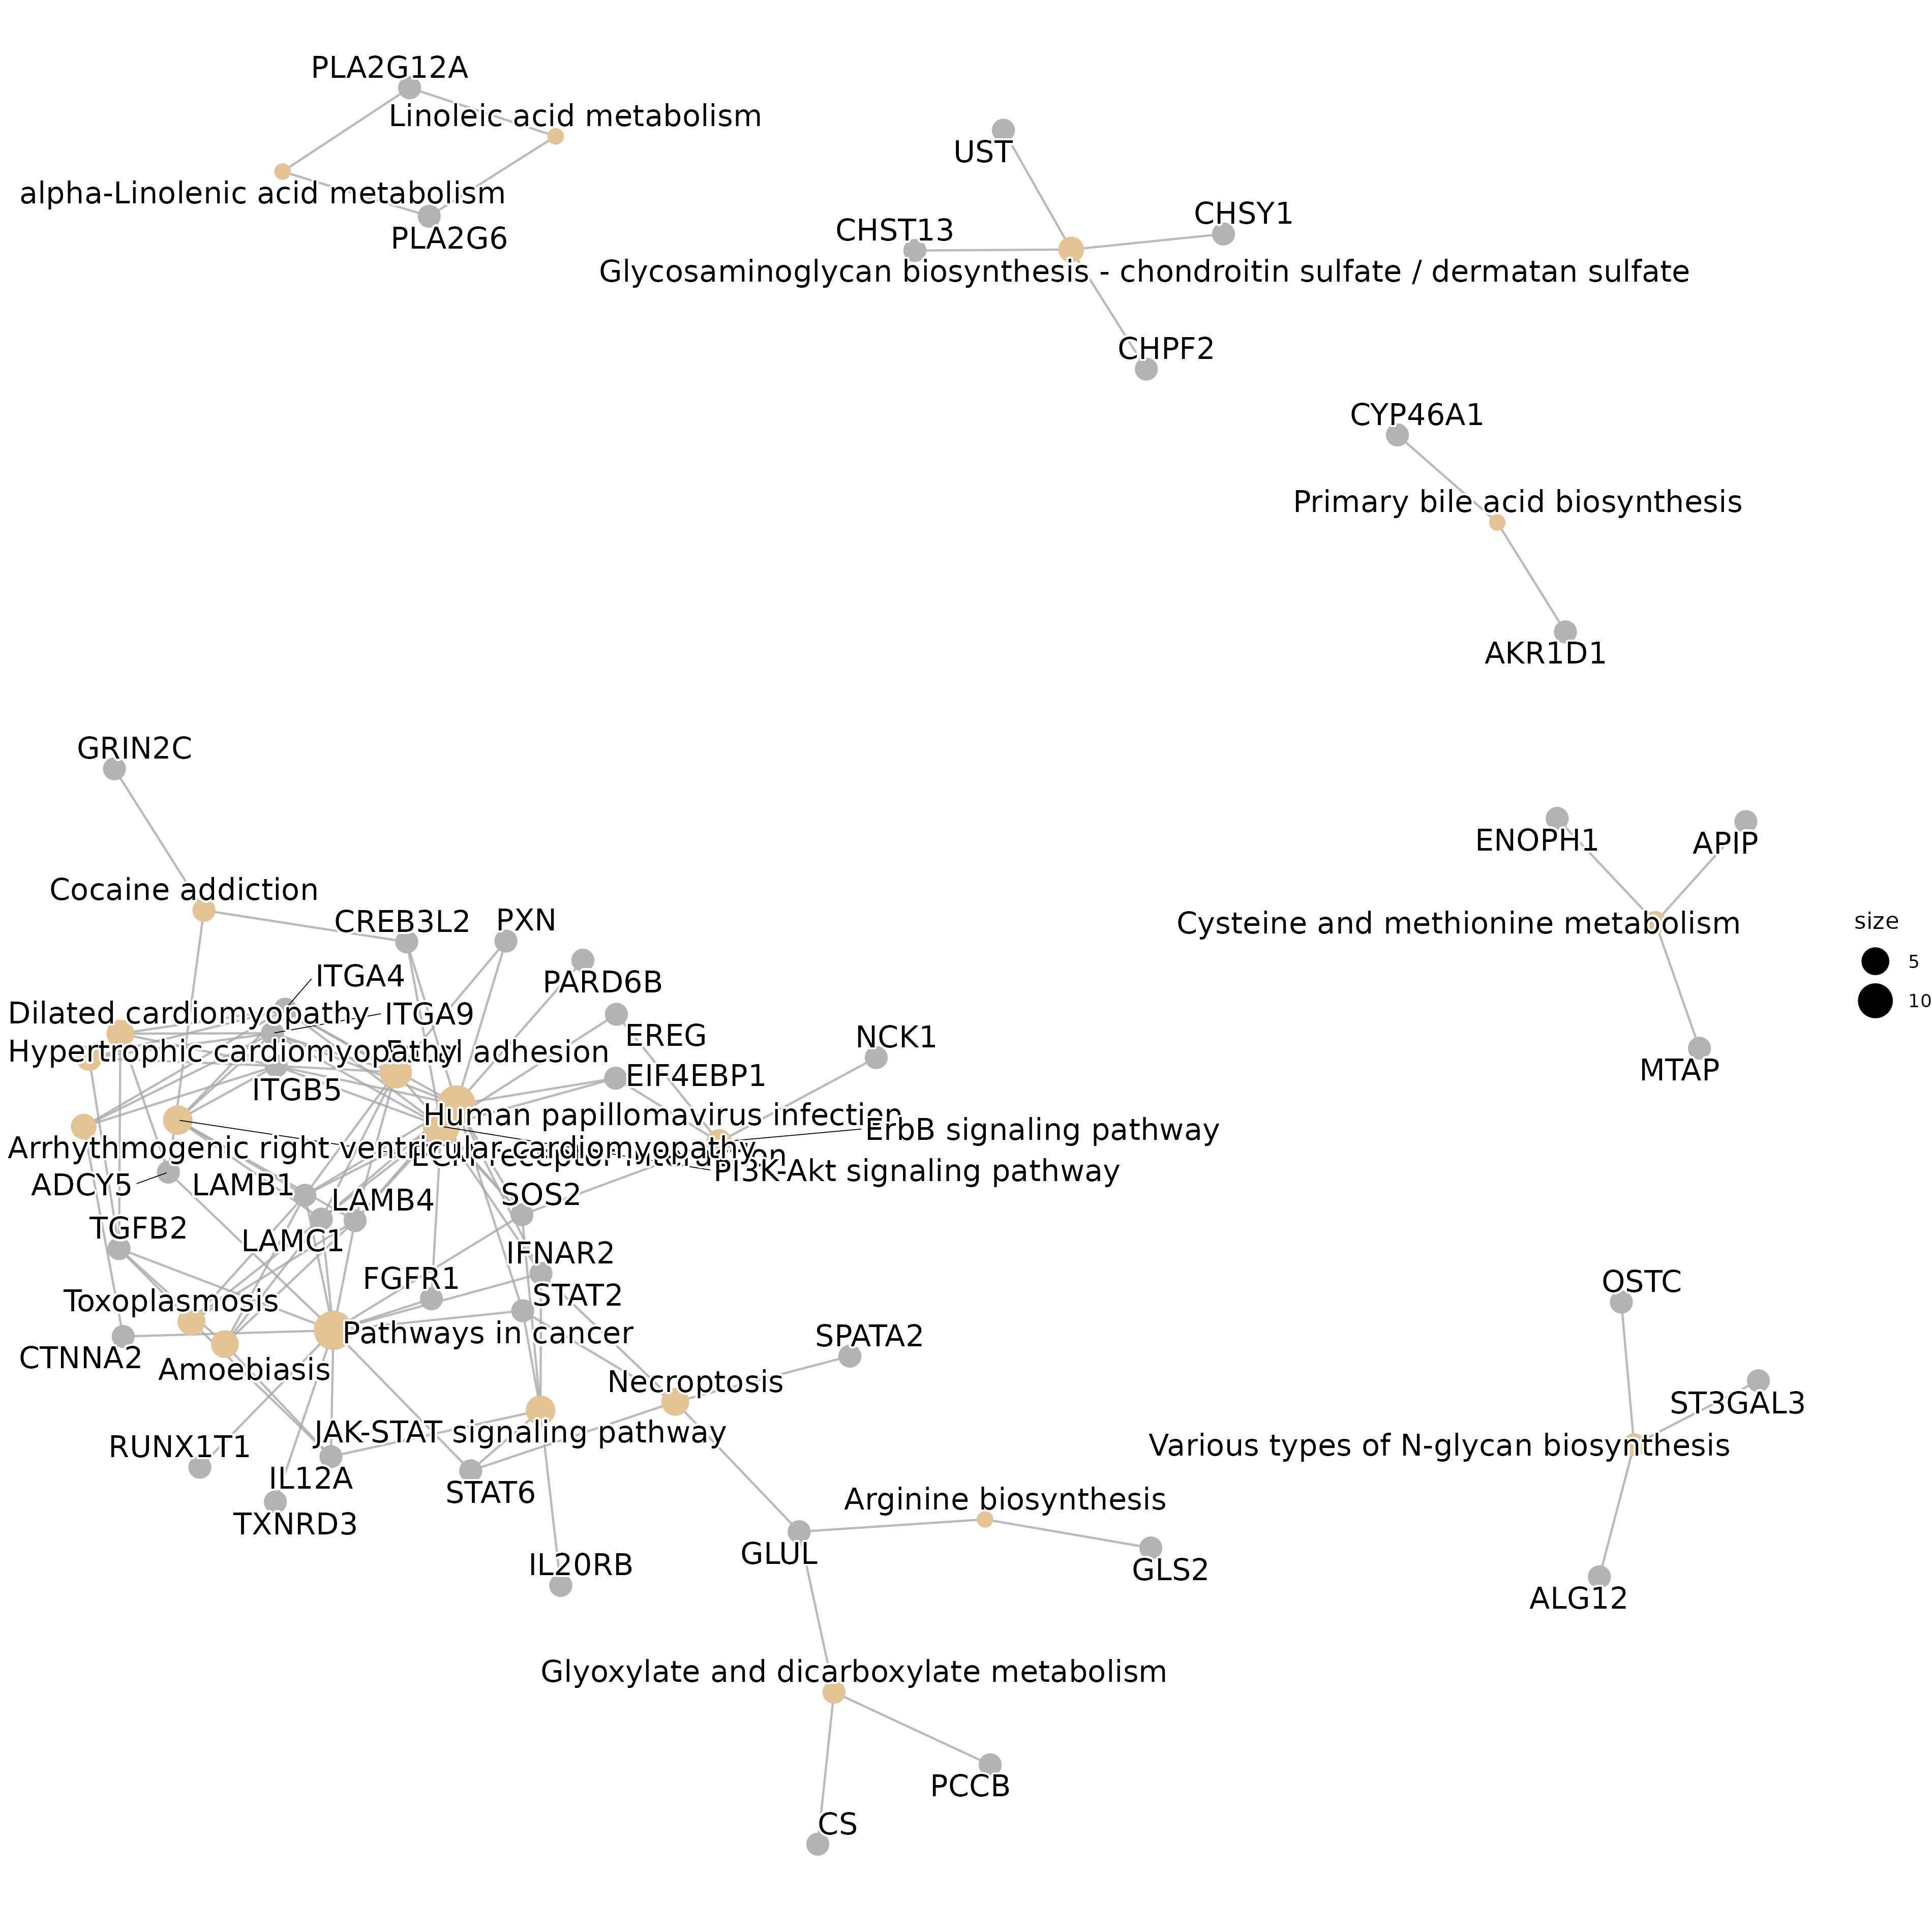 PLA2G12A
Linoleic acid metabolism
UST
alpha-Linolenic acid metabolism
CHSY1
CHST13
PLA2G6
Glycosaminoglycan biosynthesis - chondroitin sulfate / dermatan sulfate
CHPF2
CYP46A1
Primary bile acid biosynthesis
AKR1D1
GRIN2C
ENOPH1
APIP
Cocaine addiction
CREB3L2
PXN
Cysteine and methionine metabolism
size
5
10
ITGA4
PARD6B
Dilated cardiomyopathy
ITGA9
EREG
NCK1
Hypertrophic cardiomyopathy
Focal adhesion
MTAP
EIF4EBP1
ITGB5
Human papillomavirus infection
ErbB signaling pathway
Arrhythmogenic right ventricular cardiomyopathy
ECM-receptor interaction
PI3K-Akt signaling pathway
ADCY5
LAMB1
LAMB4
SOS2
TGFB2
LAMC1
IFNAR2
FGFR1
OSTC
STAT2
Toxoplasmosis
Pathways in cancer
SPATA2
CTNNA2
Amoebiasis
Necroptosis
ST3GAL3
JAK-STAT signaling pathway
Various types of N-glycan biosynthesis
RUNX1T1
IL12A
STAT6
Arginine biosynthesis
TXNRD3
GLUL
IL20RB
GLS2
ALG12
Glyoxylate and dicarboxylate metabolism
PCCB
CS